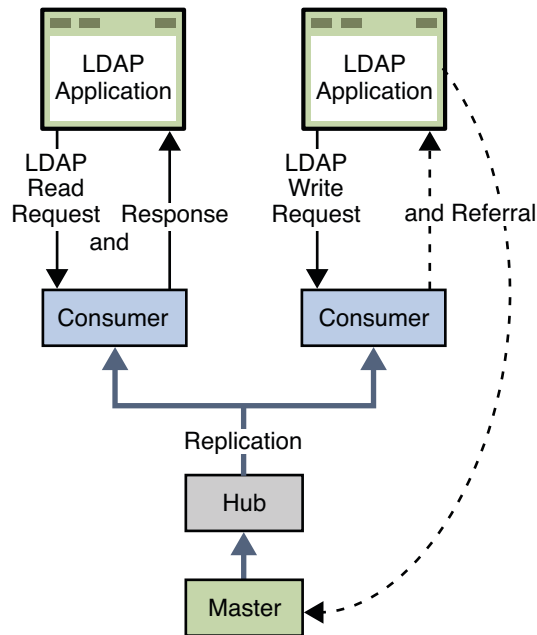 LDAP
Application
LDAP
Application
LDAP
Read
Request
and
Response
LDAP
Write
Request
and Referral
Consumer
Consumer
Replication
Hub
Master